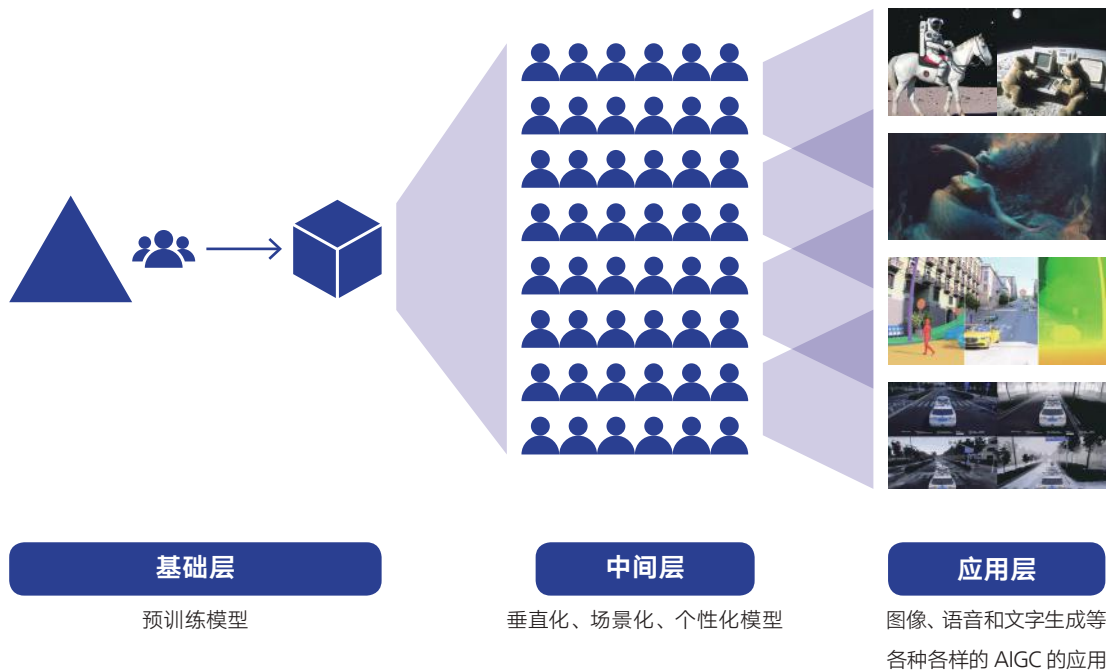 基础层
预训练模型
中间层
垂直化、场景化、个性化模型
应用层
图像、语音和文字生成等
各种各样的 AIGC 的应用